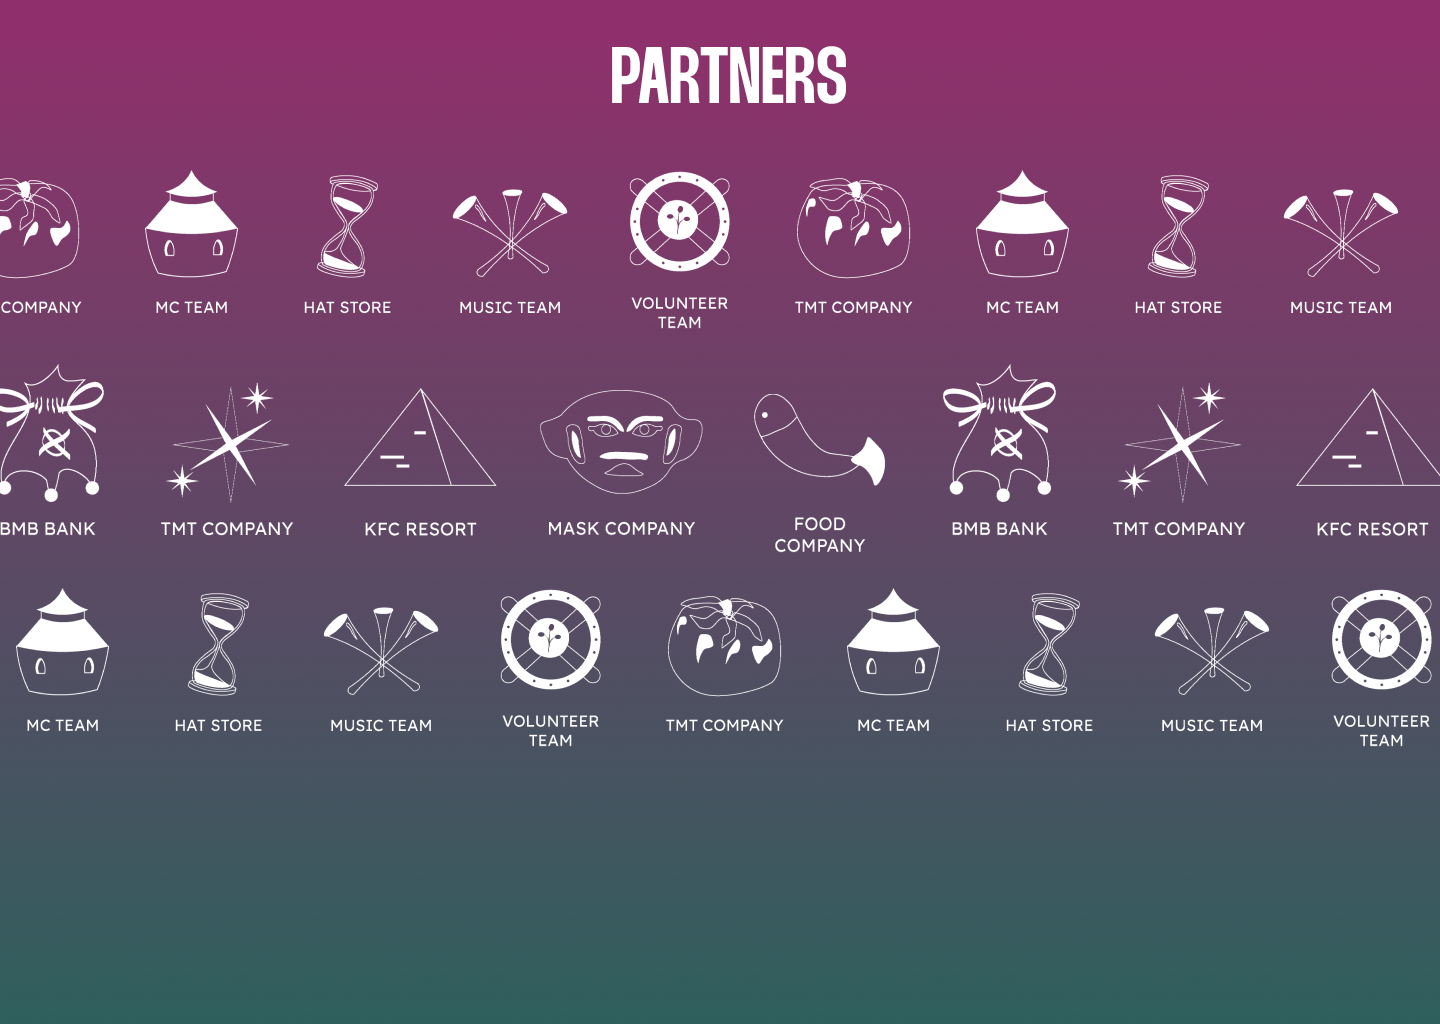 PARTNERS
COMPANY
MC TEAM
HAT STORE
MUSIC TEAM
VOLUNTEER
TEAM
TMT COMPANY
MC TEAM
HAT STORE
MUSIC TEAM
BMB BANK
TMT COMPANY
KFC RESORT
MASK COMPANY
FOOD
COMPANY
BMB BANK
TMT COMPANY
KFC RESORT
MC TEAM
HAT STORE
MUSIC TEAM
VOLUNTEER
TEAM
TMT COMPANY
MC TEAM
HAT STORE
MUSIC TEAM
VOLUNTEER
TEAM